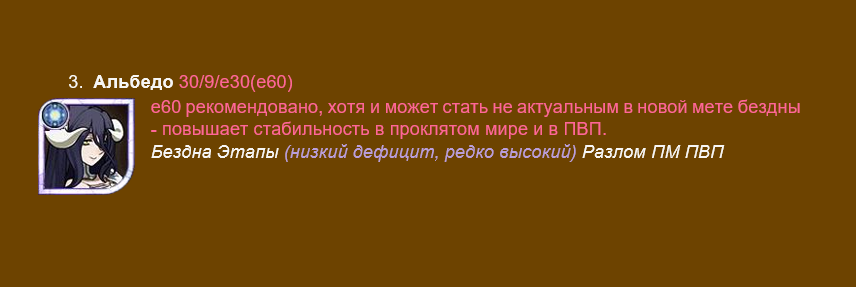 3. Альбедо 30/9/е30(е60)
е60 рекомендовано, хотя и может стать не актуальным в новой мете бездны
- повышает стабильность в проклятом мире и в ПВП.
Бездна Этапы (низкий дефицит, редко высокий) Разлом ПМ ПВП